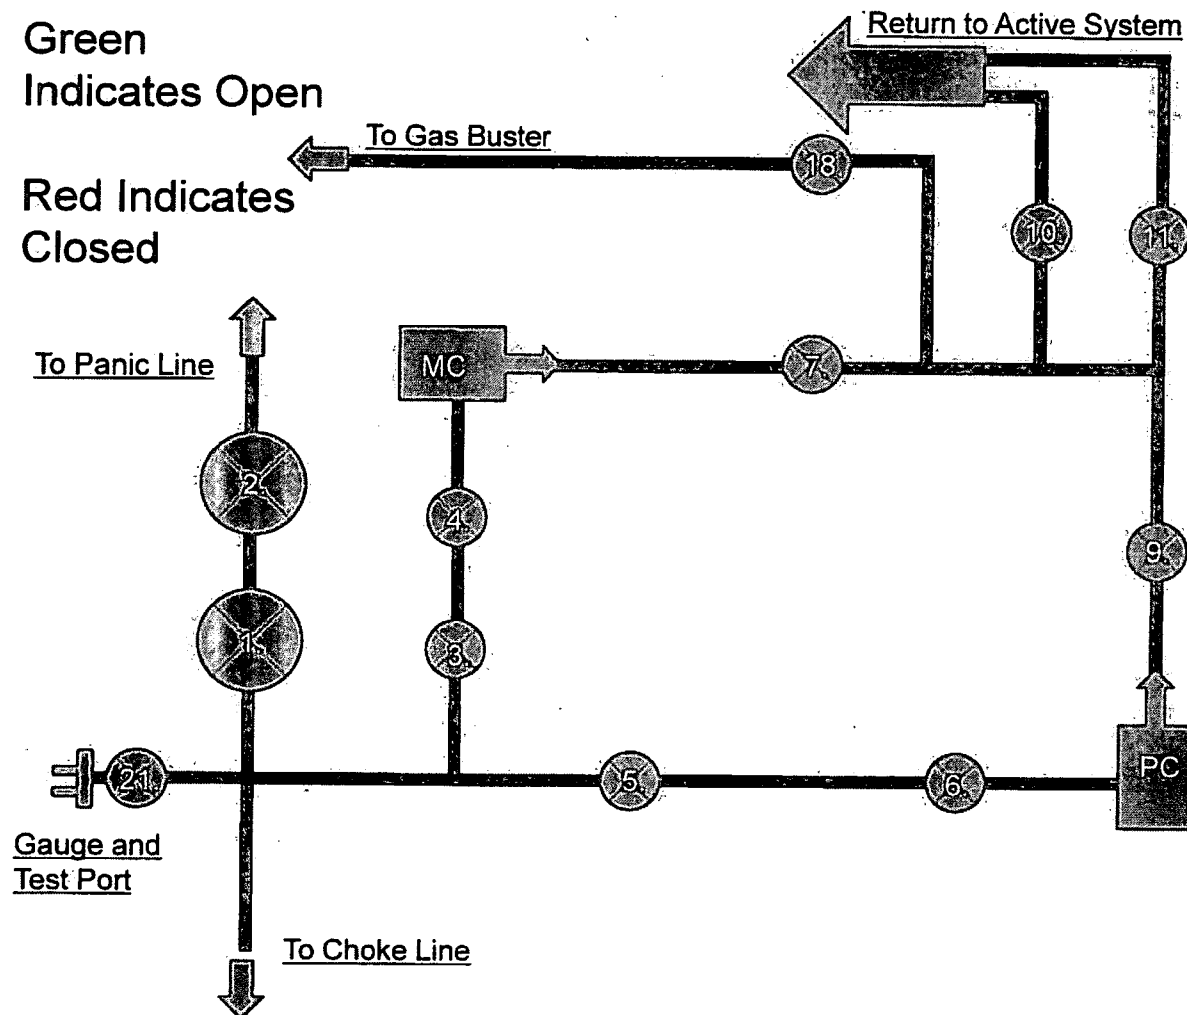 Return to Active System
Green
Indicates Open
To Gas Buster
18.
Red Indicates
Closed
10.
11.
To Panic Line
MC
7.
2.
4.
9.
1.
3.
21.
5.
6.
PC
Gauge and
Test Port
To Choke Line